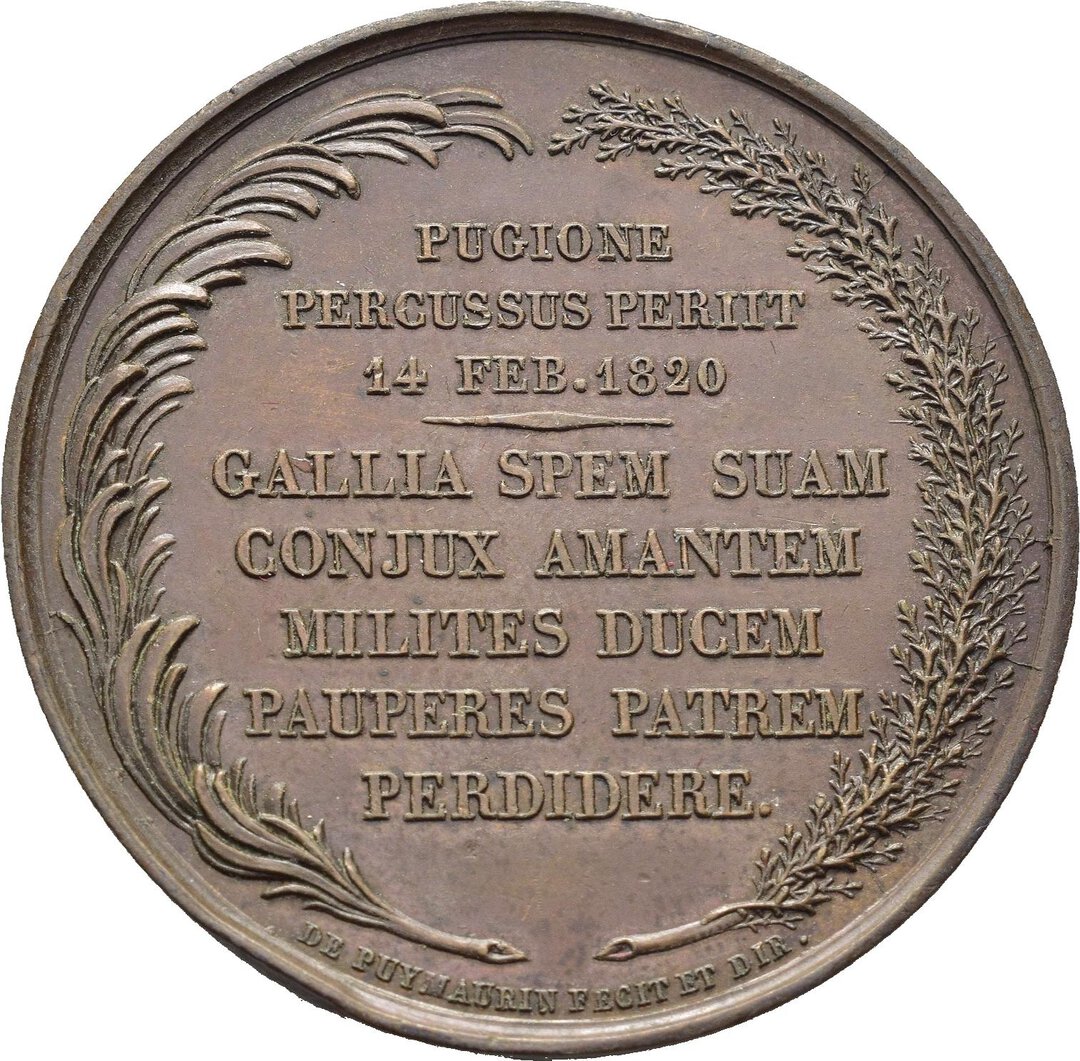 PUGIONE
PERCUSSUS PERIIT
14 FEB. 1820
GALLIA SPEM SUAM
CONJUX AMANTEM
MILITES DUCEM
PAUPERES PATREM
PERDIDERE.
DE PUYMAURIN FECIT ET DIR.